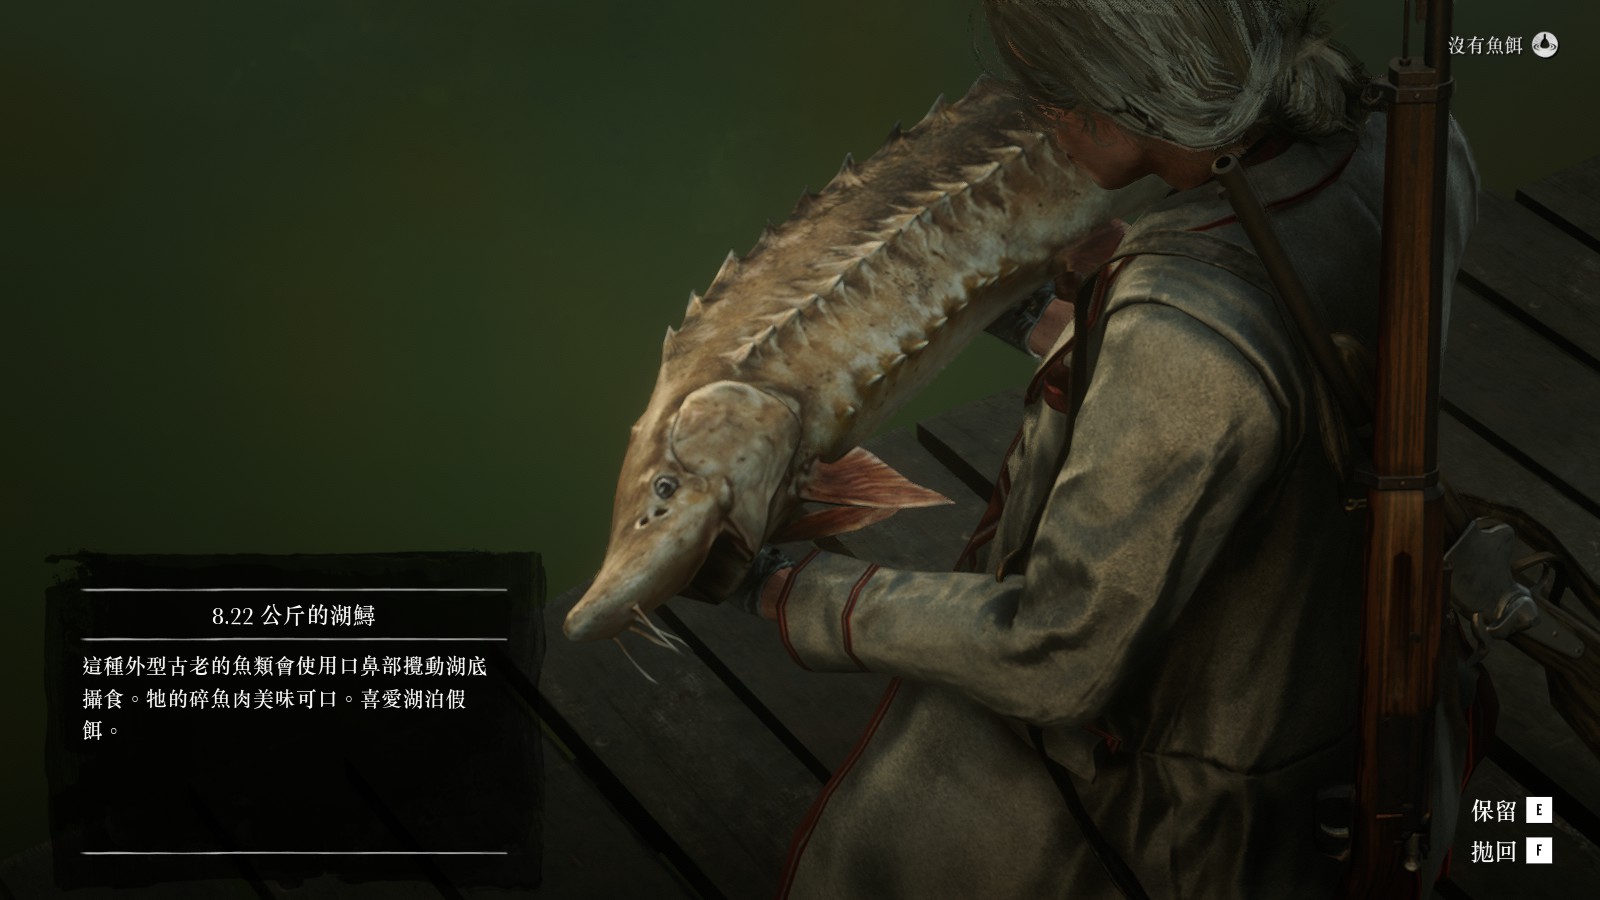 沒有魚餌
8.22 公斤的湖鱘
這種外型古老的魚類會使用口鼻部攪動湖底
攝食。牠的碎魚肉美味可口。喜愛湖泊假
餌。
保留 E
拋回 F